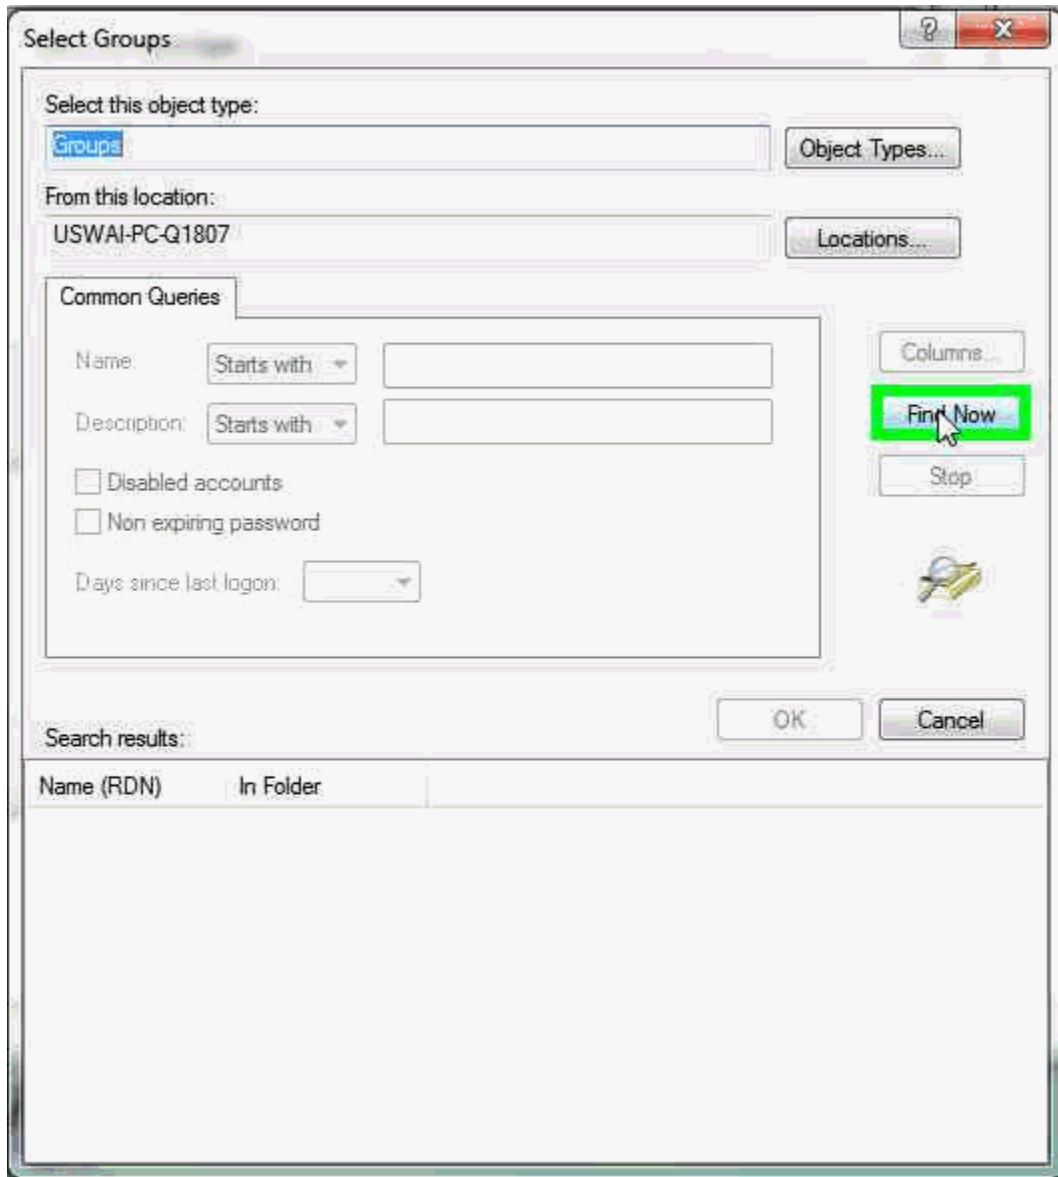 Select Groups
Select this object type:
Groups
Object Types...
From this location:
USWAI-PC-Q1807
Locations...
Common Queries
Name: Starts with
Columns...
Description: Starts with
Find Now
Disabled accounts
Stop
Non expiring password
Days since last logon:
OK
Cancel
Search results:
Name (RDN) In Folder